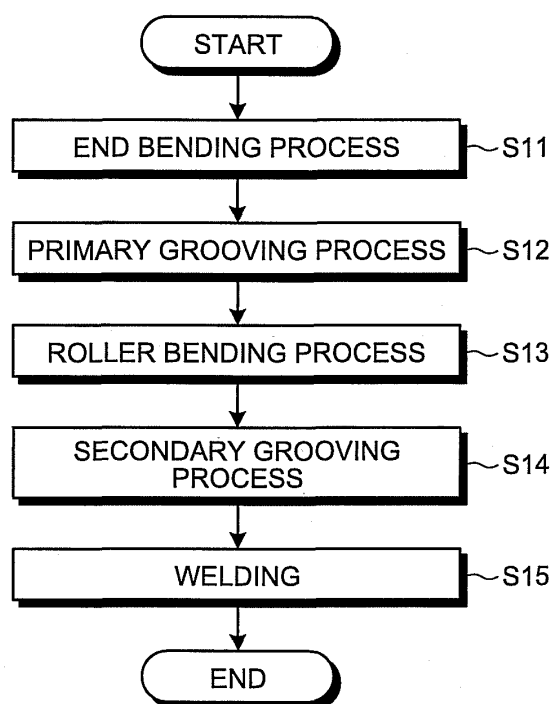 START
END BENDING PROCESS
S11
PRIMARY GROOVING PROCESS
S12
ROLLER BENDING PROCESS
S13
SECONDARY GROOVING
PROCESS
S14
WELDING
S15
END